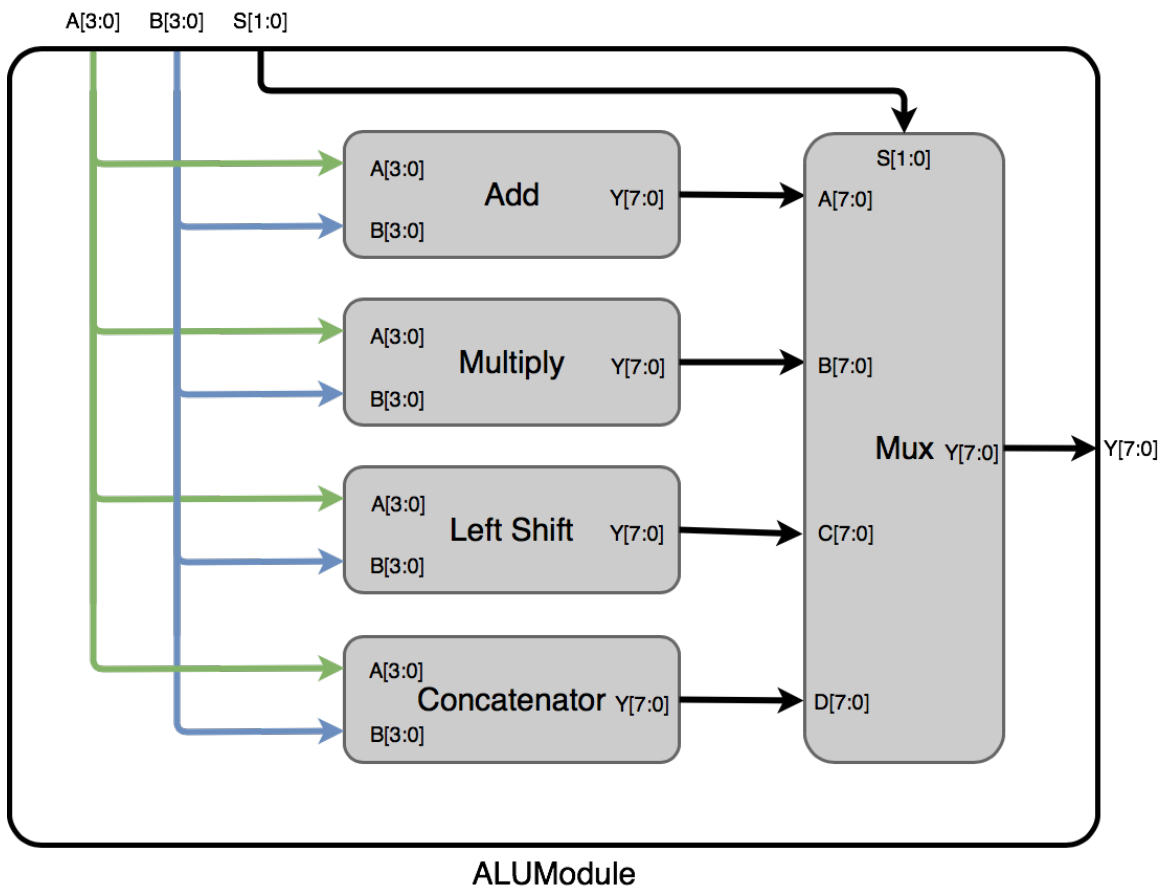 A[3:0] B[3:0] S[1:0]
S[1:0]
A[3:0]
Add
Y[7:0]
B[3:0]
A[7:0]
A[3:0]
Multiply
Y[7:0]
B[3:0]
B[7:0]
A[3:0]
Left Shift
Y[7:0]
B[3:0]
C[7:0]
A[3:0]
Concatenator
Y[7:0]
B[3:0]
D[7:0]
Mux
Y[7:0]
Y[7:0]
ALUModule